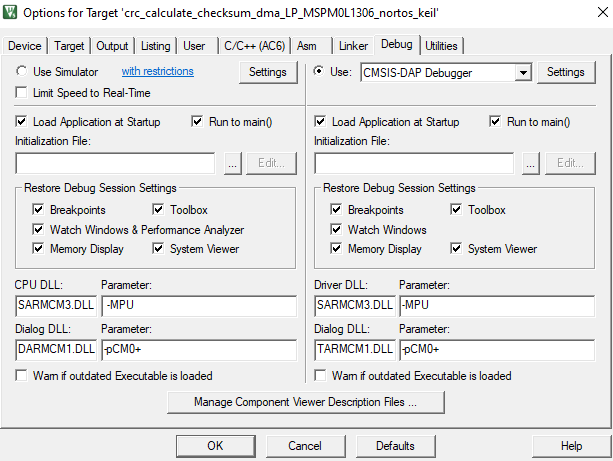 Options for Target 'crc_calculate_checksum_dma_LP_MSPM0L1306_nortos_keil'
Device Target Output Listing User C/C++ (AC6) Asm Linker Debug Utilities
Use Simulator with restrictions Settings
Limit Speed to Real-Time
Use: CMSIS-DAP Debugger Settings
Load Application at Startup Run to main()
Initialization File:
... Edit...
Restore Debug Session Settings
Breakpoints Toolbox
Watch Windows & Performance Analyzer
Memory Display System Viewer
CPU DLL: Parameter:
SARMCM3.DLL -MPU
Dialog DLL: Parameter:
DARMCM1.DLL -pCM0+
Warn if outdated Executable is loaded
Load Application at Startup Run to main()
Initialization File:
... Edit...
Restore Debug Session Settings
Breakpoints Toolbox
Watch Windows
Memory Display System Viewer
Driver DLL: Parameter:
SARMCM3.DLL -MPU
Dialog DLL: Parameter:
TARMCM1.DLL -pCM0+
Warn if outdated Executable is loaded
Manage Component Viewer Description Files ...
OK Cancel Defaults Help